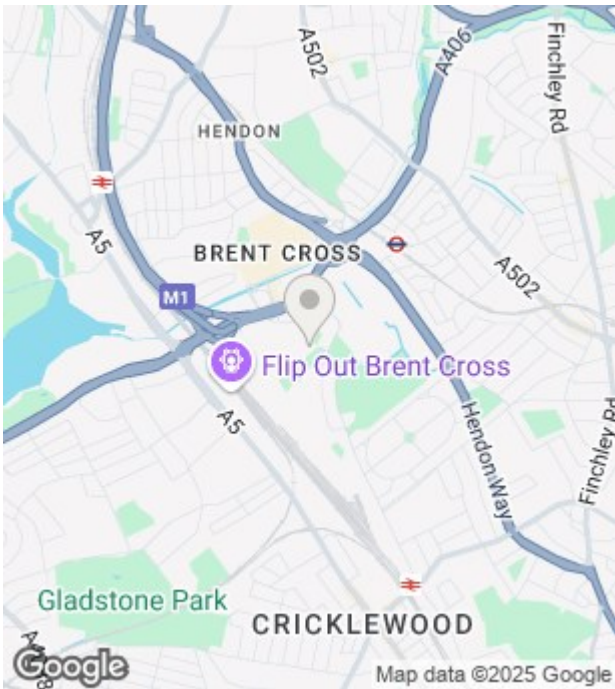 A502
A406
Finchley Rd
HENDON
A5
BRENT CROSS
A502
M1
Flip Out Brent Cross
A5
Hendon Way
Finchley Rd
Gladstone Park
CRICKLEWOOD
Google
Map data ©2025 Google